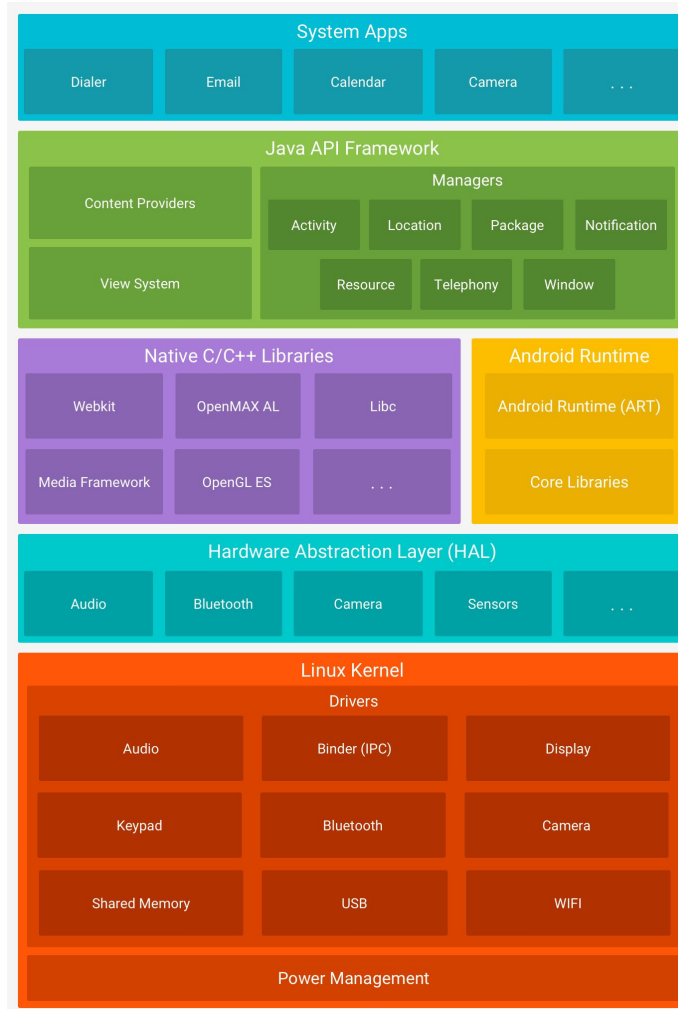 System Apps
Dialer
Email
Calendar
Camera
. . .
Java API Framework
Content Providers
View System
Managers
Activity
Location
Package
Notification
Resource
Telephony
Window
Native C/C++ Libraries
Webkit
OpenMAX AL
Libc
Media Framework
OpenGL ES
. . .
Android Runtime
Android Runtime (ART)
Core Libraries
Hardware Abstraction Layer (HAL)
Audio
Bluetooth
Camera
Sensors
. . .
Linux Kernel
Drivers
Audio
Binder (IPC)
Display
Keypad
Bluetooth
Camera
Shared Memory
USB
WIFI
Power Management